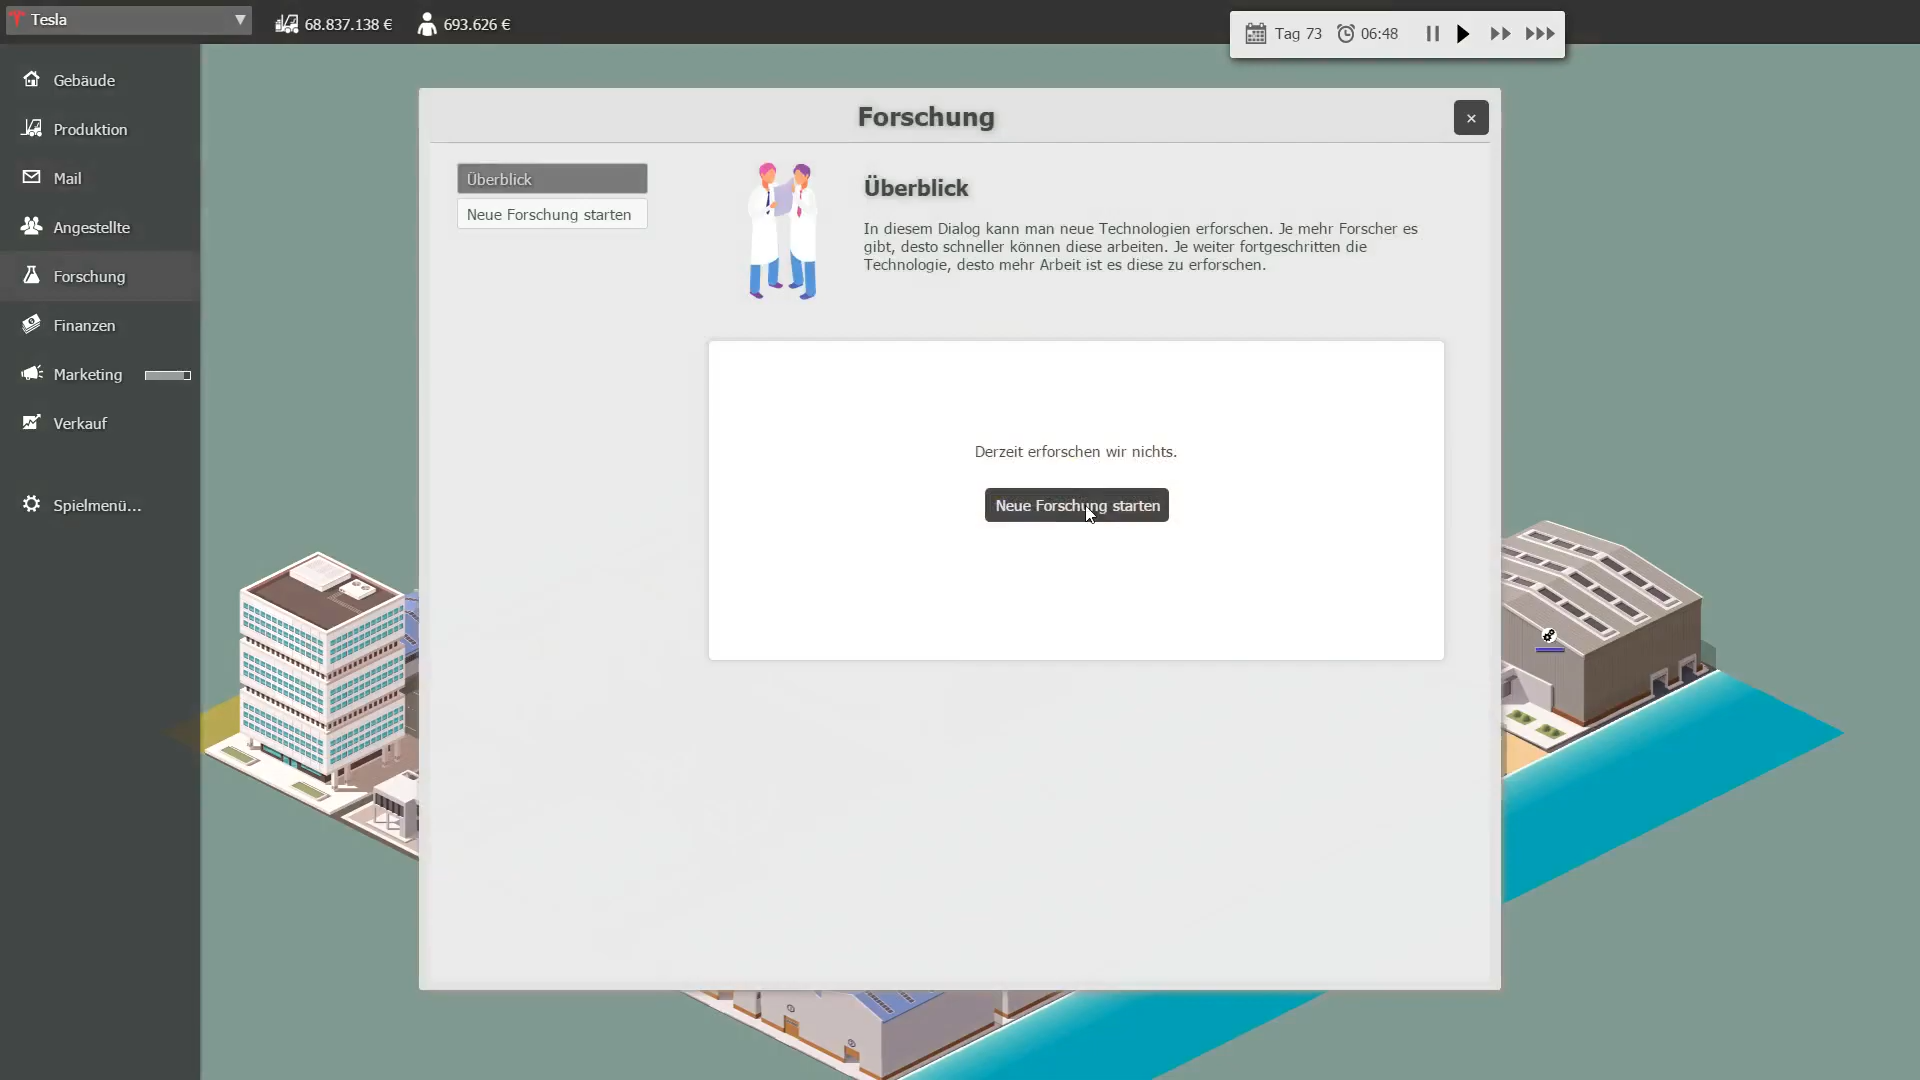 Tesla
68.837.138 €
693.626 €
Tag 73
06:48
Gebäude
Produktion
Mail
Angestellte
Forschung
Finanzen
Marketing
Verkauf
Spielmenü...
Forschung
×
Überblick
Neue Forschung starten
Überblick
In diesem Dialog kann man neue Technologien erforschen. Je mehr Forscher es
gibt, desto schneller können diese arbeiten. Je weiter fortgeschritten die
Technologie, desto mehr Arbeit ist es diese zu erforschen.
Derzeit erforschen wir nichts.
Neue Forschung starten